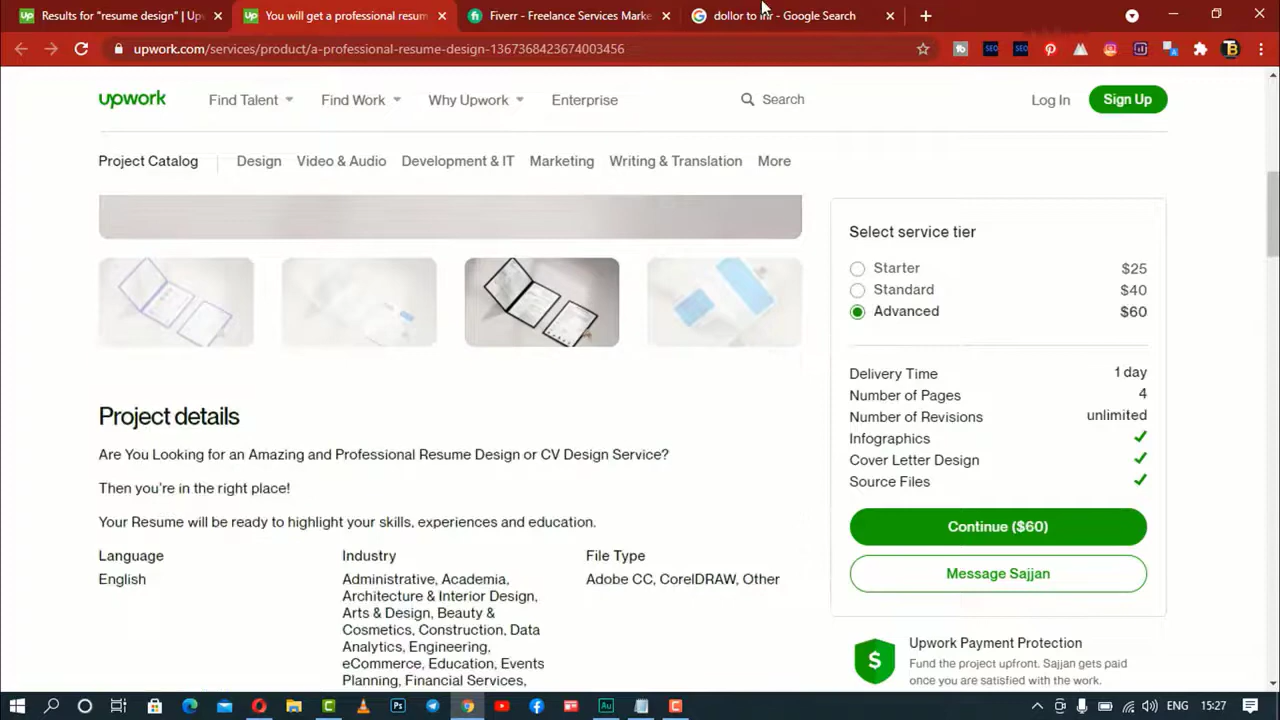 Results for "resume design" | U
You will get a professional resum
Fiverr - Freelance Services Marke
dollor to inr - Google Search
upwork.com/services/product/a-professional-resume-design-1367368423674003456
upwork
Find Talent
Find Work
Why Upwork
Enterprise
Search
Log In
Sign Up
Project Catalog
Design
Video & Audio
Development & IT
Marketing
Writing & Translation
More
Select service tier
Starter $25
Standard $40
Advanced $60
Delivery Time 1 day
Number of Pages 4
Number of Revisions unlimited
Infographics
Cover Letter Design
Source Files
Continue ($60)
Message Sajjan
Upwork Payment Protection
Fund the project upfront. Sajjan gets paid
once you are satisfied with the work.
Project details
Are You Looking for an Amazing and Professional Resume Design or CV Design Service?
Then you're in the right place!
Your Resume will be ready to highlight your skills, experiences and education.
Language
English
Industry
Administrative, Academia,
Architecture & Interior Design,
Arts & Design, Beauty &
Cosmetics, Construction, Data
Analytics, Engineering,
eCommerce, Education, Events
Planning, Financial Services,
File Type
Adobe CC, CorelDRAW, Other
ENG
15:27